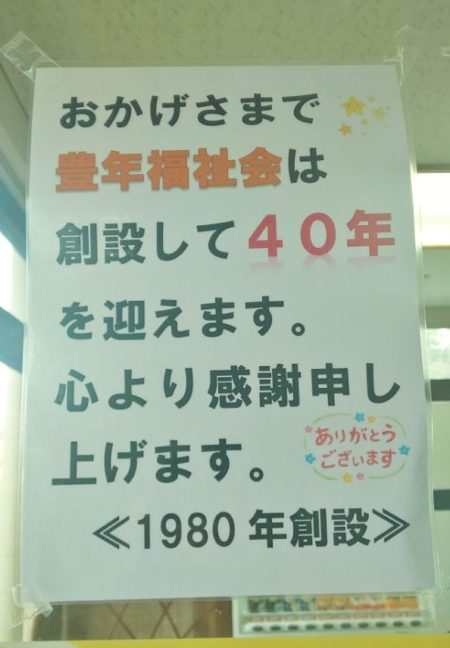 おかげさまで
豊年福祉会は
創設して４０年
を迎えます。
心より感謝申し
上げます。
ありがとう
ございます
≪1980年創設≫